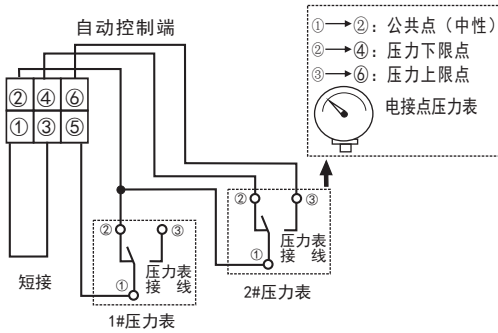 自动控制端
② ④ ⑥
① ③ ⑤
短接
② ③
①
压力表
接 线
1#压力表
② ③
①
压力表
接 线
2#压力表
①→②：公共点（中性）
②→④：压力下限点
③→⑥：压力上限点
电接点压力表